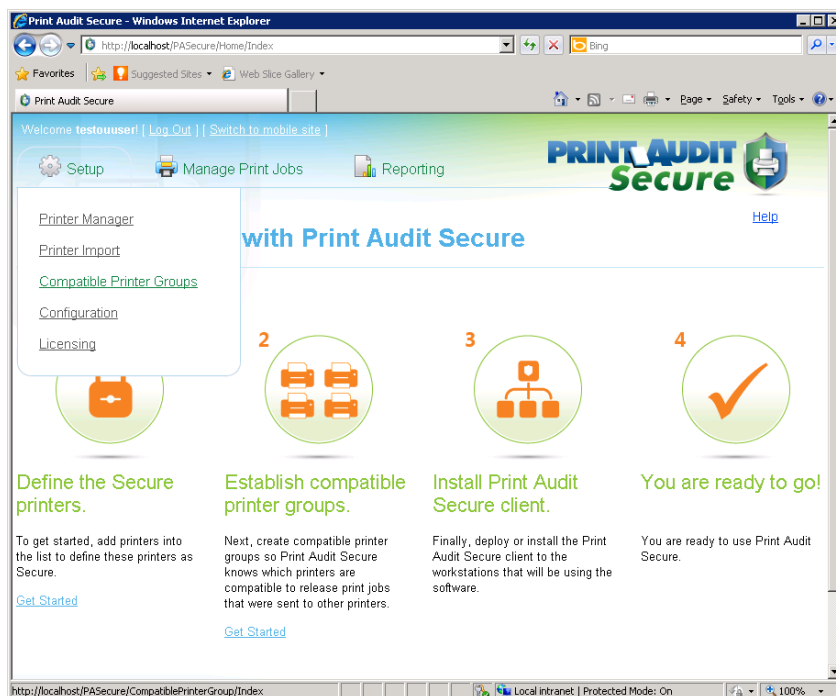 Print Audit Secure - Windows Internet Explorer
http://localhost/PASecure/Home/Index
Bing
Favorites
Suggested Sites
Web Slice Gallery
Print Audit Secure
Page
Safety
Tools
Welcome testouuser! [ Log Out ] [ Switch to mobile site ]
PRINT AUDIT
Secure
Setup
Manage Print Jobs
Reporting
Help
Printer Manager
Printer Import
Compatible Printer Groups
Configuration
Licensing
with Print Audit Secure
2
3
4
Define the Secure
printers.
To get started, add printers into
the list to define these printers as
Secure.
Get Started
Establish compatible
printer groups.
Next, create compatible printer
groups so Print Audit Secure
knows which printers are
compatible to release print jobs
that were sent to other printers.
Get Started
Install Print Audit
Secure client.
Finally, deploy or install the Print
Audit Secure client to the
workstations that will be using the
software.
You are ready to go!
You are ready to use Print Audit
Secure.
http://localhost/PASecure/CompatiblePrinterGroup/Index
Local intranet | Protected Mode: On
100%